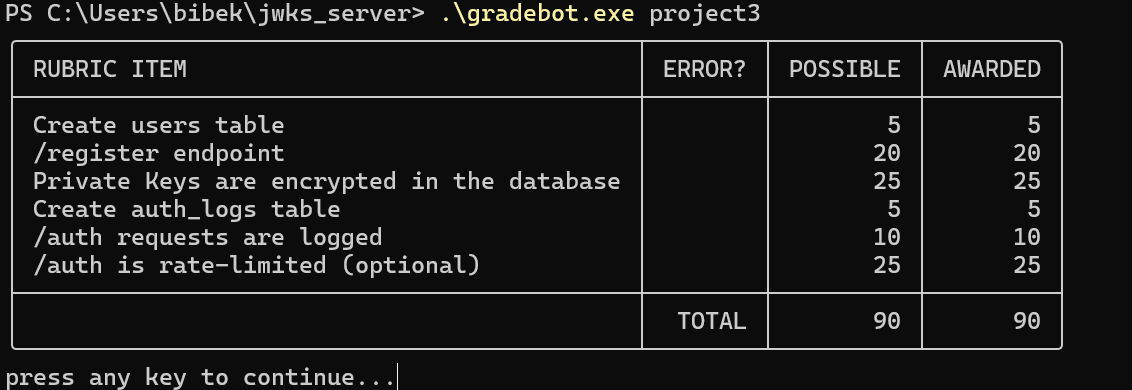 PS C:\Users\bibek\jwks_server> .\gradebot.exe project3
RUBRIC ITEM ERROR? POSSIBLE AWARDED
Create users table 5 5
/register endpoint 20 20
Private Keys are encrypted in the database 25 25
Create auth_logs table 5 5
/auth requests are logged 10 10
/auth is rate-limited (optional) 25 25
TOTAL 90 90
press any key to continue...